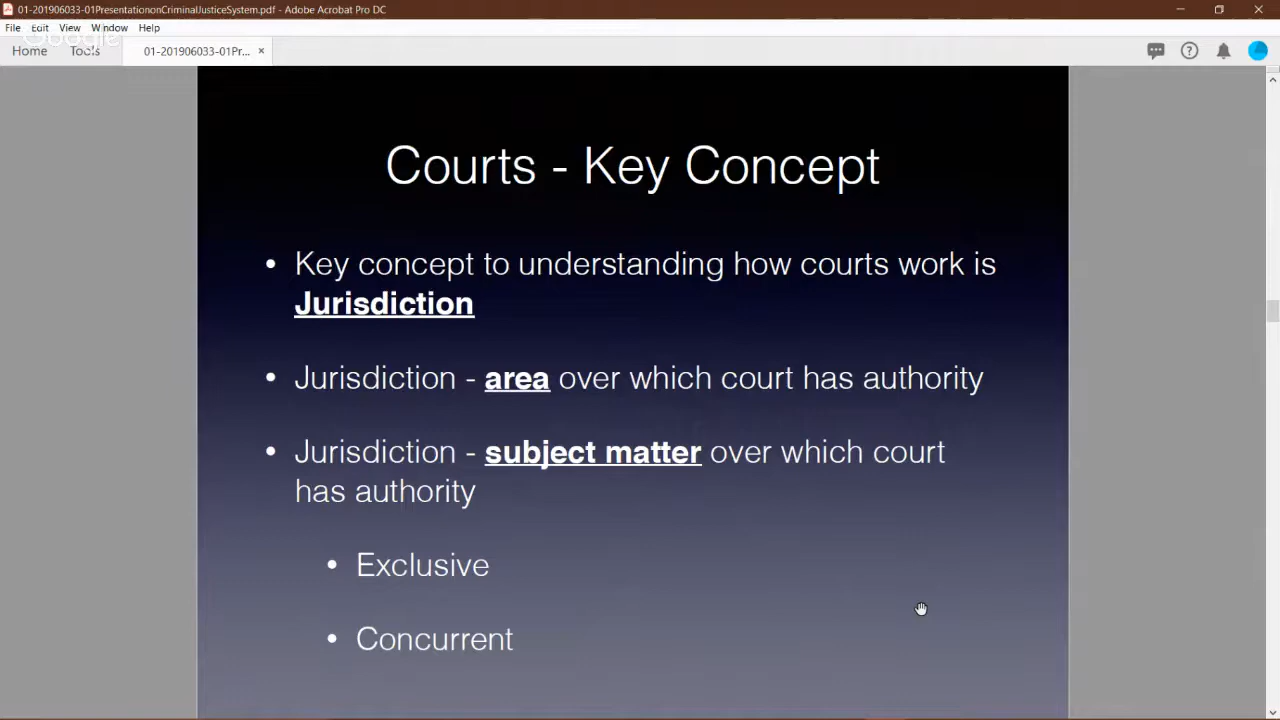 01-201906033-01PresentationonCriminalJusticeSystem.pdf - Adobe Acrobat Pro DC
File Edit View Window Help
Google
Home Tools 01-201906033-01Pr... ×
Courts - Key Concept
• Key concept to understanding how courts work is
Jurisdiction
• Jurisdiction - area over which court has authority
• Jurisdiction - subject matter over which court
has authority
• Exclusive
• Concurrent